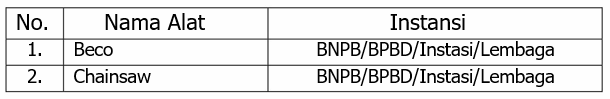 No. Nama Alat Instansi
1. Beco BNPB/BPBD/Instasi/Lembaga
2. Chainsaw BNPB/BPBD/Instasi/Lembaga